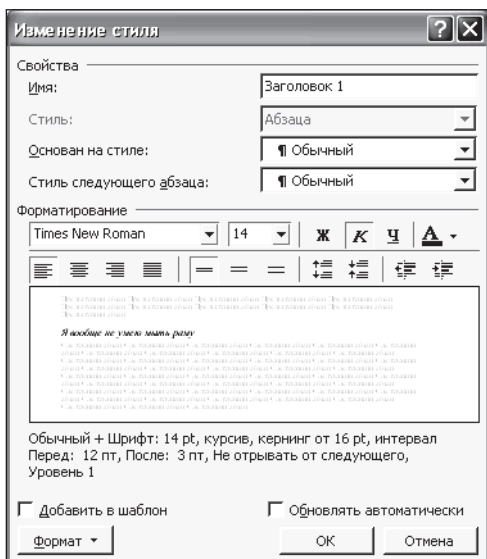 Изменение стиля
Свойства
Имя: Заголовок 1
Стиль: Абзаца
Основан на стиле: ¶ Обычный
Стиль следующего абзаца: ¶ Обычный
Форматирование
Times New Roman 14 Ж К Ч А
Я вообще не умею мыть раму
Обычный + Шрифт: 14 pt, курсив, кернинг от 16 pt, интервал
Перед: 12 пт, После: 3 пт, Не отрывать от следующего,
Уровень 1
Добавить в шаблон Обновлять автоматически
Формат ОК Отмена